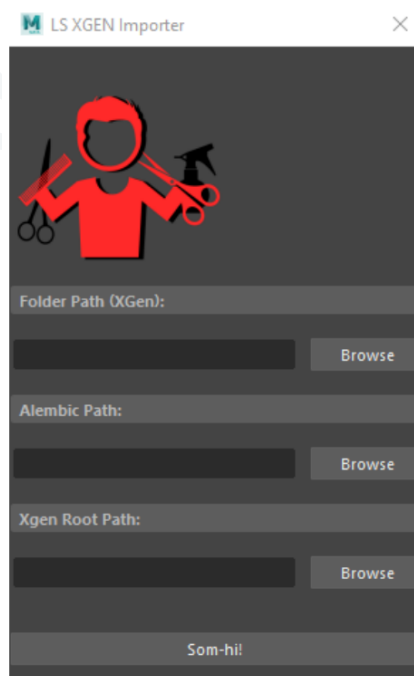 LS XGEN Importer
Folder Path (XGen):
Browse
Alembic Path:
Browse
Xgen Root Path:
Browse
Som-hi!